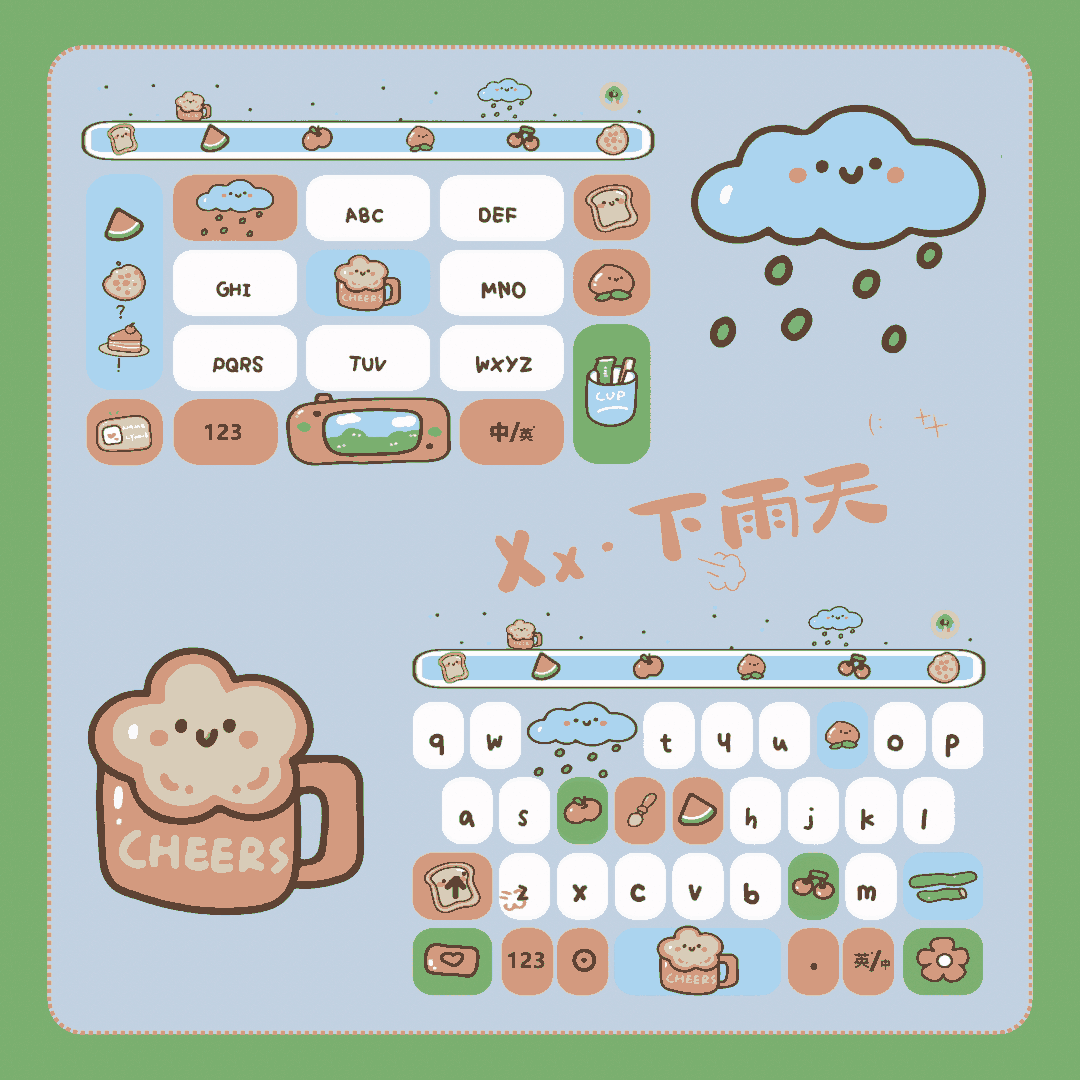 ABC DEF
GHI CHEERS MNO
?
PQRS TUV WXYZ
!
CUP
123 中/英
Xx·下雨天
q w t y u o p
CHEERS
a s h j k l
z x c v b m
123 CHEERS . 英/中